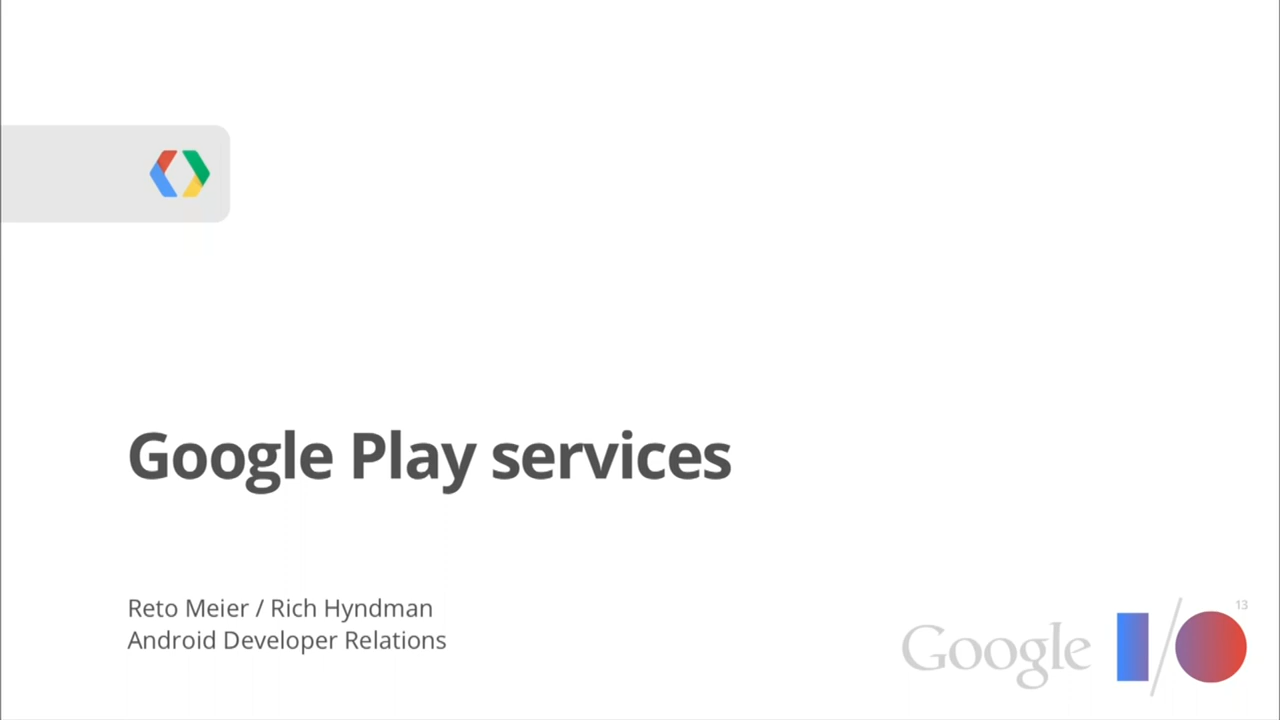 Google Play services
Reto Meier / Rich Hyndman
Android Developer Relations
Google I/O 13